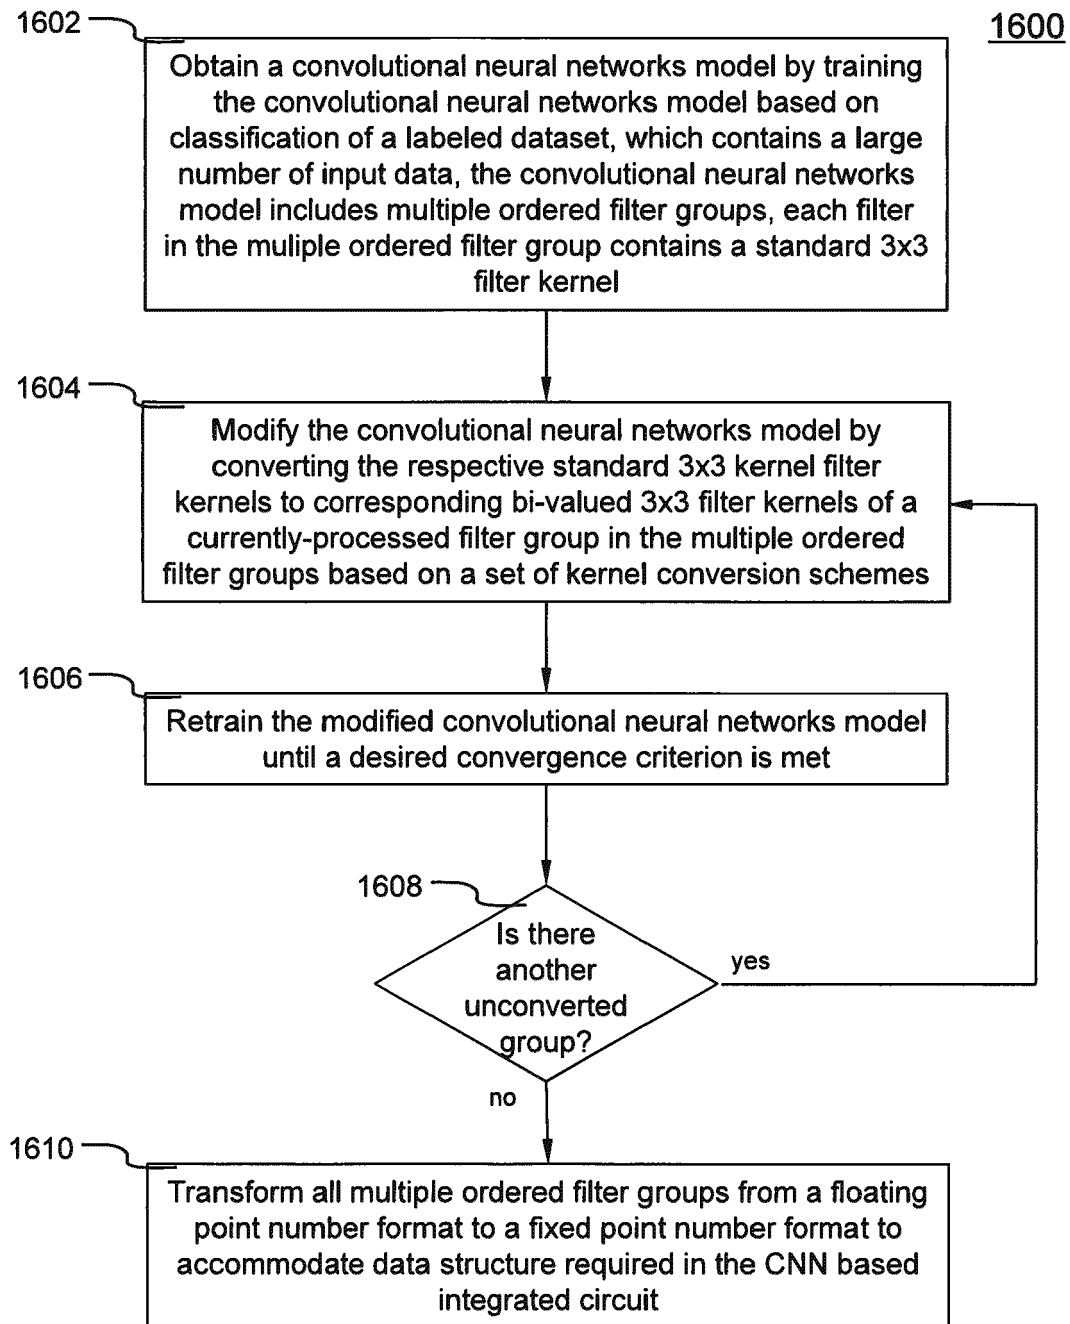 1602
1600
Obtain a convolutional neural networks model by training
the convolutional neural networks model based on
classification of a labeled dataset, which contains a large
number of input data, the convolutional neural networks
model includes multiple ordered filter groups, each filter
in the muliple ordered filter group contains a standard 3x3
filter kernel
1604
Modify the convolutional neural networks model by
converting the respective standard 3x3 kernel filter
kernels to corresponding bi-valued 3x3 filter kernels of a
currently-processed filter group in the multiple ordered
filter groups based on a set of kernel conversion schemes
1606
Retrain the modified convolutional neural networks model
until a desired convergence criterion is met
1608
Is there
another
unconverted
group?
yes
no
1610
Transform all multiple ordered filter groups from a floating
point number format to a fixed point number format to
accommodate data structure required in the CNN based
integrated circuit